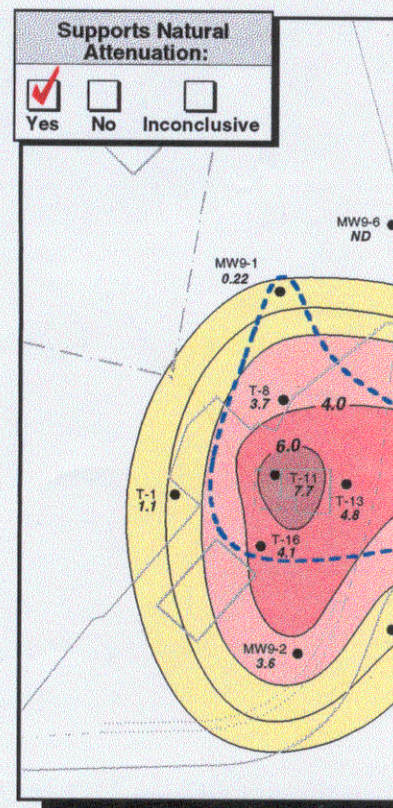 Supports Natural
Attenuation:
Yes No Inconclusive
MW9-6
ND
MW9-1
0.22
T-8
3.7
4.0
6.0
T-11
7.7
T-13
4.8
T-1
1.1
T-16
4.1
MW9-2
3.6